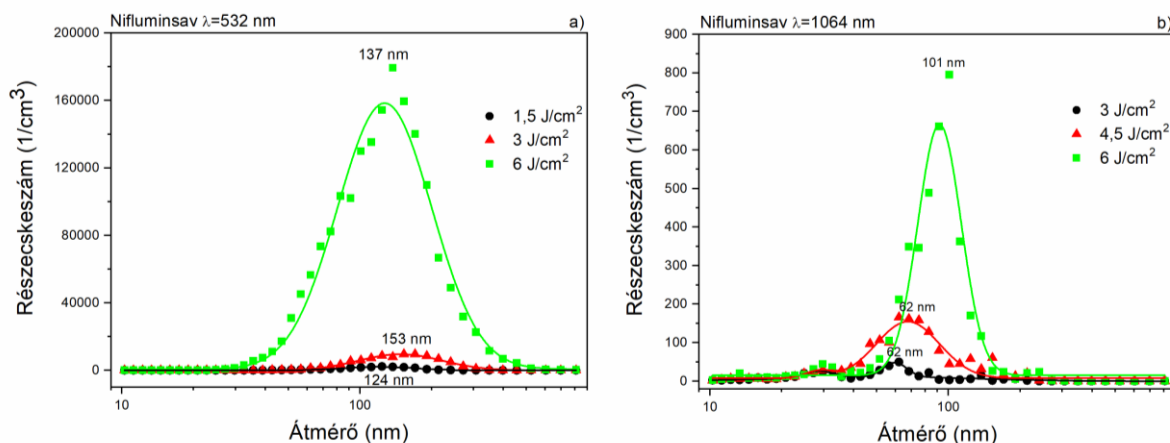 Nifluminsav λ=532 nm
a)
200000
160000
120000
80000
40000
0
10
100
Részecskeszám (1/cm³)
Átmérő (nm)
137 nm
153 nm
124 nm
1,5 J/cm²
3 J/cm²
6 J/cm²
Nifluminsav λ=1064 nm
b)
900
800
700
600
500
400
300
200
100
0
10
100
Részecskeszám (1/cm³)
Átmérő (nm)
101 nm
62 nm
62 nm
3 J/cm²
4,5 J/cm²
6 J/cm²